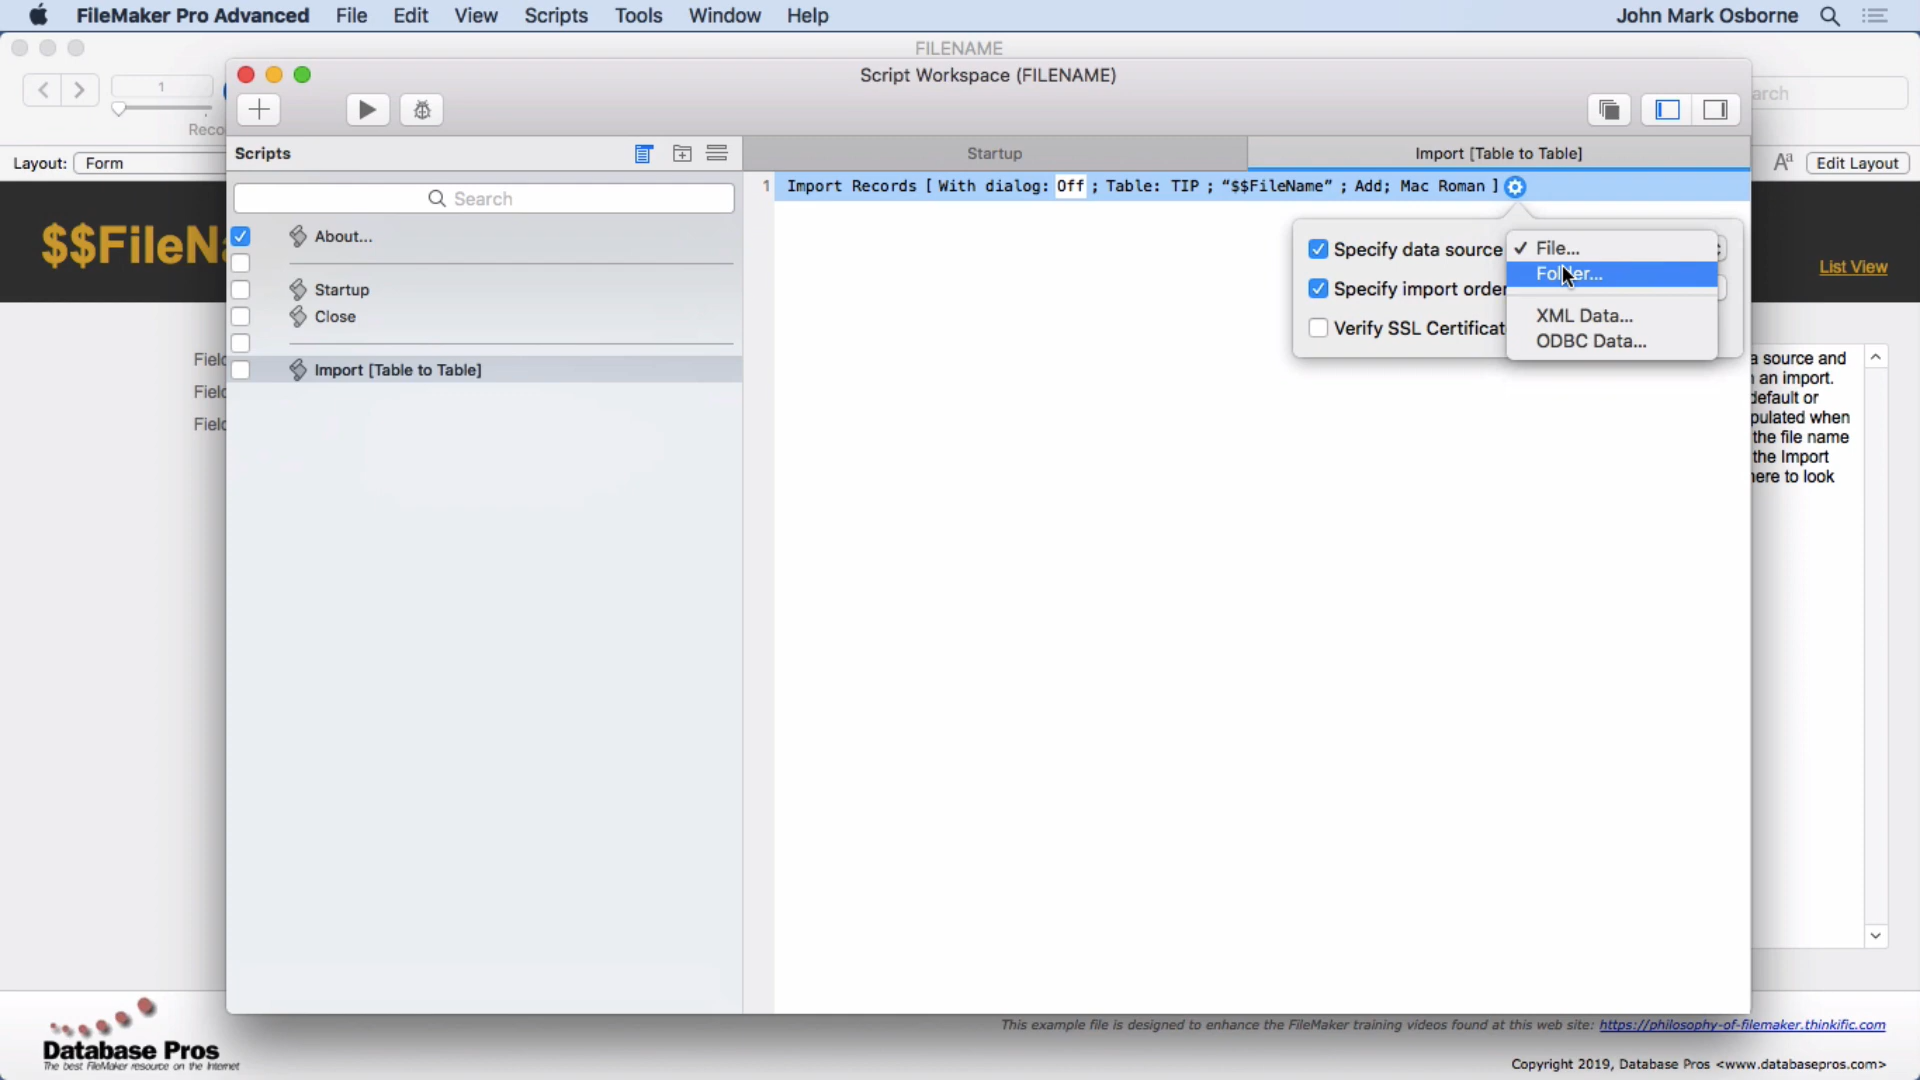 FileMaker Pro Advanced File Edit View Scripts Tools Window Help John Mark Osborne
FILENAME
Script Workspace (FILENAME)
1
arch
Reco
Layout: Form
Edit Layout
Scripts
Startup
Import [Table to Table]
Search
1 Import Records [ With dialog: Off ; Table: TIP ; “$$FileName” ; Add; Mac Roman ]
$$FileNa
List View
About...
Startup
Close
Import [Table to Table]
Specify data source
Specify import order
Verify SSL Certificat
File...
Folder...
XML Data...
ODBC Data...
Field
Field
Field
a source and
an import.
default or
pulated when
the file name
the Import
here to look
Database Pros
The best FileMaker resource on the Internet
This example file is designed to enhance the FileMaker training videos found at this web site: https://philosophy-of-filemaker.thinkific.com
Copyright 2019, Database Pros <www.databasepros.com>